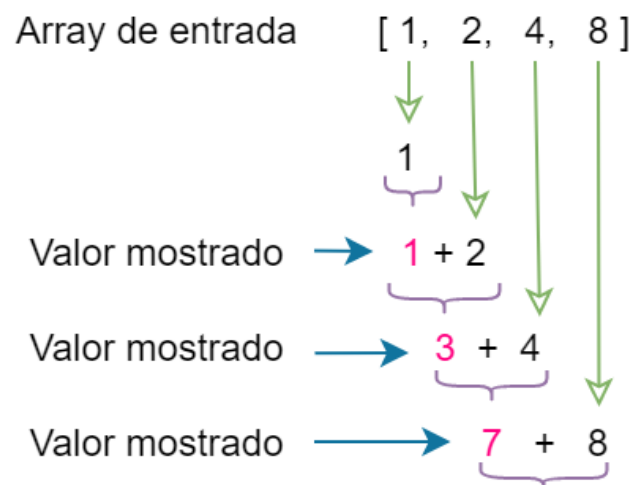 Array de entrada [ 1, 2, 4, 8 ]
1
Valor mostrado 1 + 2
Valor mostrado 3 + 4
Valor mostrado 7 + 8